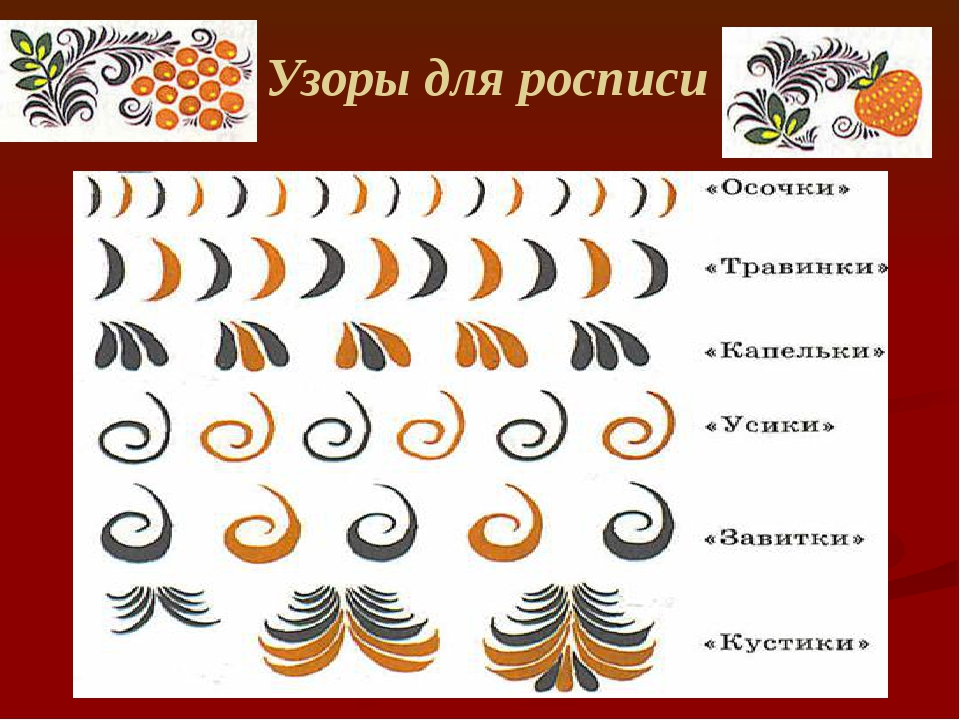 Узоры для росписи
«Осочки»
«Травинки»
«Капельки»
«Усики»
«Завитки»
«Кустики»